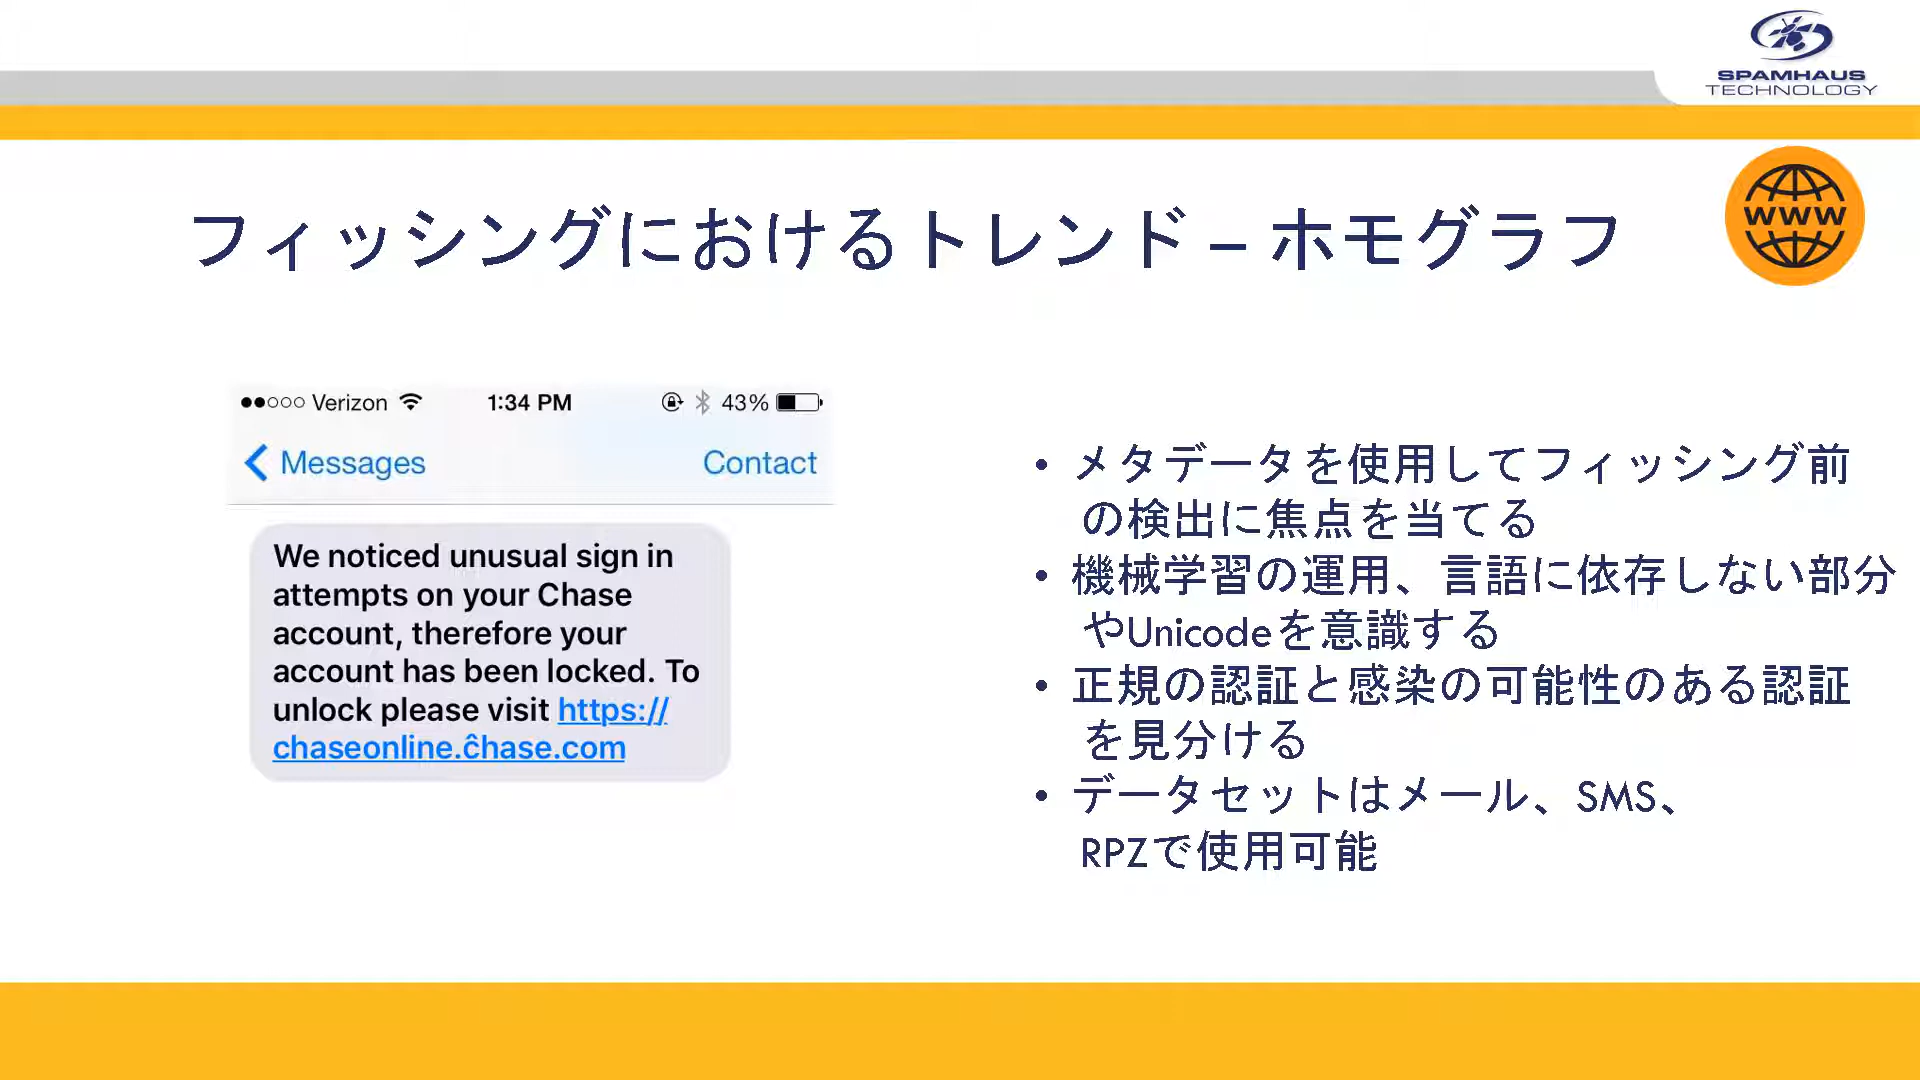 SPAMHAUS
TECHNOLOGY
www
フィッシングにおけるトレンド – ホモグラフ
Verizon 1:34 PM 43%
Messages Contact
We noticed unusual sign in
attempts on your Chase
account, therefore your
account has been locked. To
unlock please visit https://
chaseonline.ĉhase.com
• メタデータを使用してフィッシング前
の検出に焦点を当てる
• 機械学習の運用、言語に依存しない部分
やUnicodeを意識する
• 正規の認証と感染の可能性のある認証
を見分ける
• データセットはメール、SMS、
RPZで使用可能